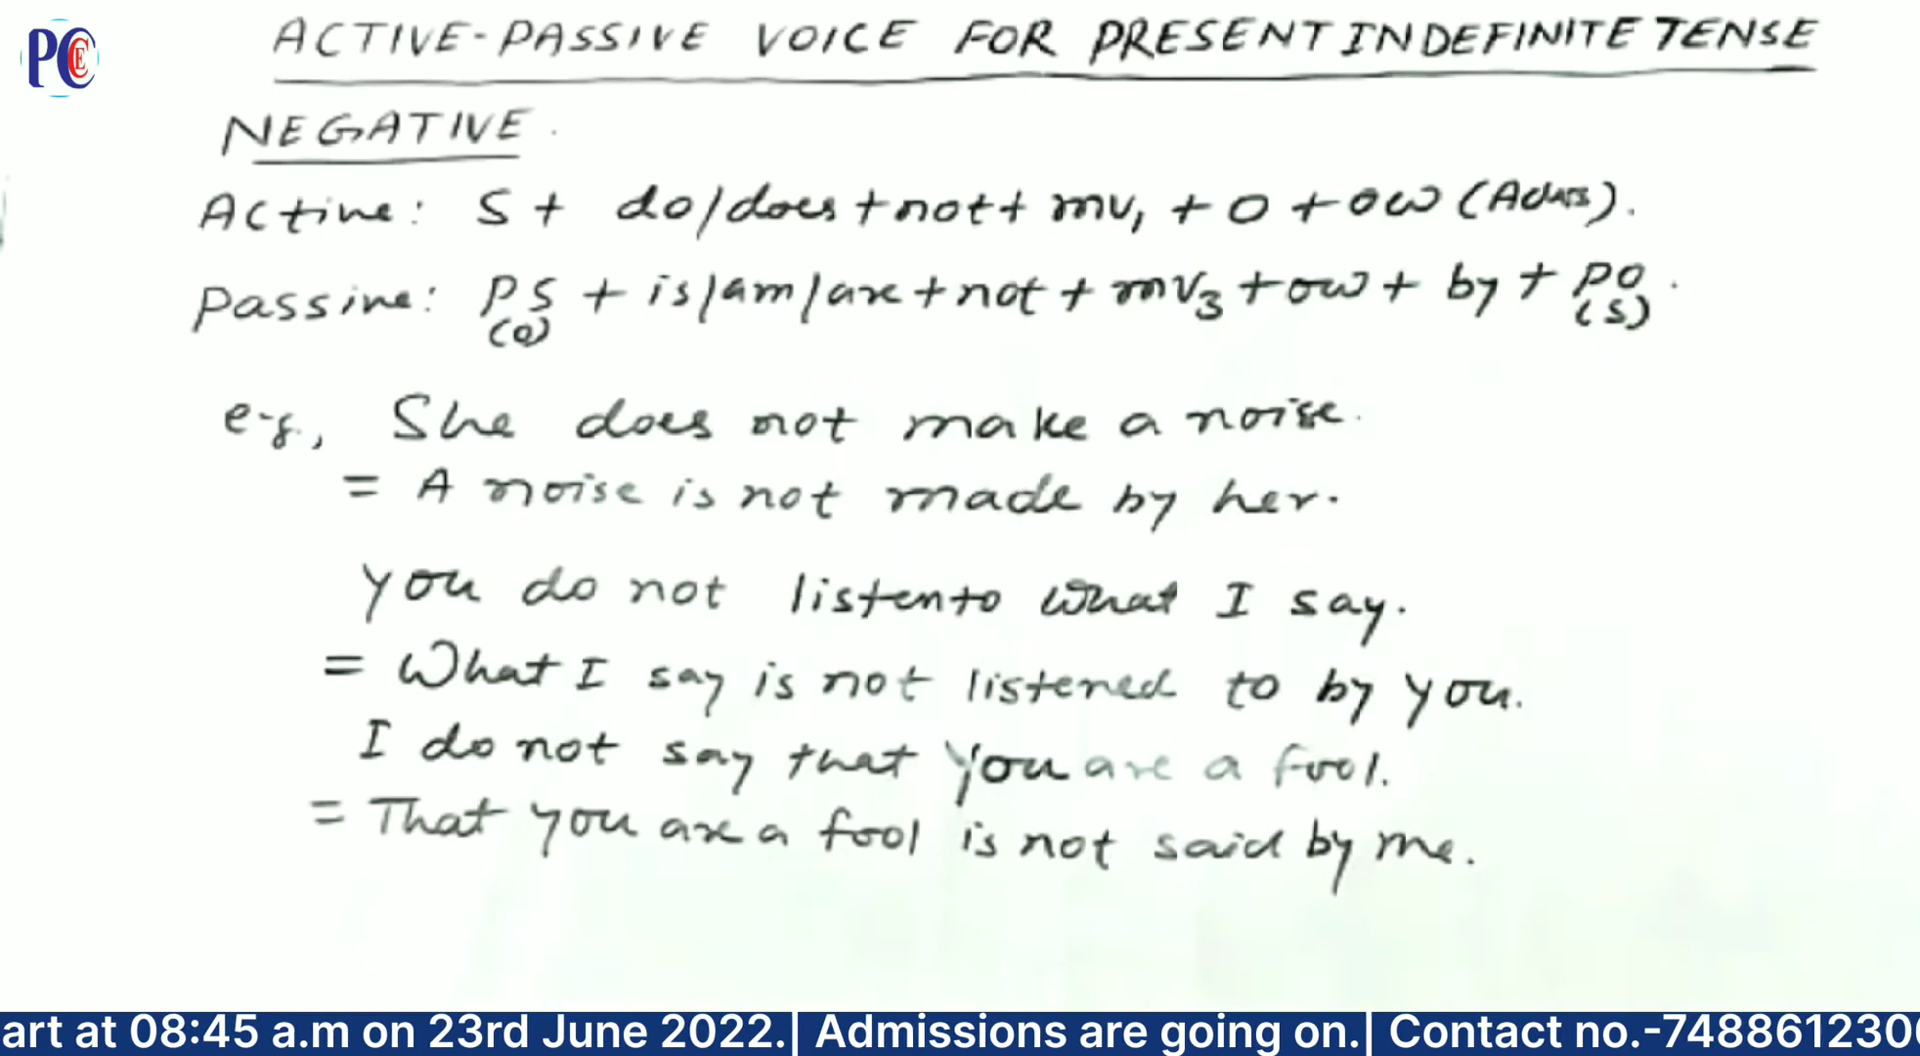 PCEC
ACTIVE-PASSIVE VOICE FOR PRESENT INDEFINITE TENSE
NEGATIVE.
Active: S + do/does+not+ mv1 + O + ow (Advs).
Passive: PS + is/am/are+not + mv3 + ow + by + PO.
(O) (S)
e.g., She does not make a noise.
= A noise is not made by her.
You do not listen to what I say.
= What I say is not listened to by you.
I do not say that you are a fool.
= That you are a fool is not said by me.
art at 08:45 a.m on 23rd June 2022.| Admissions are going on.| Contact no.-748861230